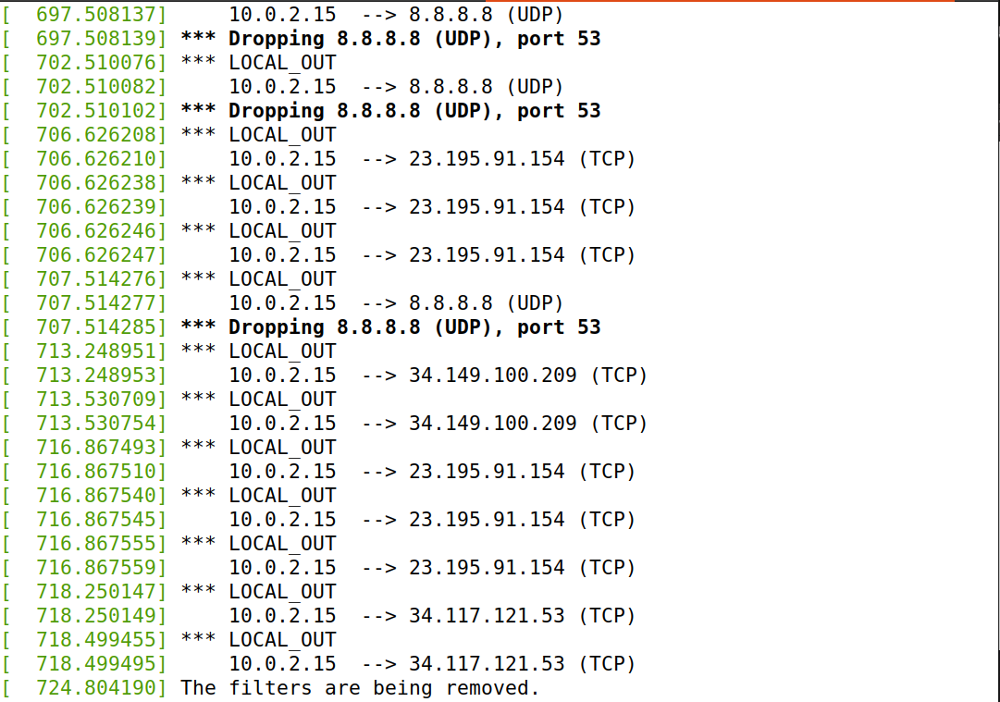 [  697.508137]     10.0.2.15  --> 8.8.8.8 (UDP)
[  697.508139] *** Dropping 8.8.8.8 (UDP), port 53
[  702.510076] *** LOCAL_OUT
[  702.510082]     10.0.2.15  --> 8.8.8.8 (UDP)
[  702.510102] *** Dropping 8.8.8.8 (UDP), port 53
[  706.626208] *** LOCAL_OUT
[  706.626210]     10.0.2.15  --> 23.195.91.154 (TCP)
[  706.626238] *** LOCAL_OUT
[  706.626239]     10.0.2.15  --> 23.195.91.154 (TCP)
[  706.626246] *** LOCAL_OUT
[  706.626247]     10.0.2.15  --> 23.195.91.154 (TCP)
[  707.514276] *** LOCAL_OUT
[  707.514277]     10.0.2.15  --> 8.8.8.8 (UDP)
[  707.514285] *** Dropping 8.8.8.8 (UDP), port 53
[  713.248951] *** LOCAL_OUT
[  713.248953]     10.0.2.15  --> 34.149.100.209 (TCP)
[  713.530709] *** LOCAL_OUT
[  713.530754]     10.0.2.15  --> 34.149.100.209 (TCP)
[  716.867493] *** LOCAL_OUT
[  716.867510]     10.0.2.15  --> 23.195.91.154 (TCP)
[  716.867540] *** LOCAL_OUT
[  716.867545]     10.0.2.15  --> 23.195.91.154 (TCP)
[  716.867555] *** LOCAL_OUT
[  716.867559]     10.0.2.15  --> 23.195.91.154 (TCP)
[  718.250147] *** LOCAL_OUT
[  718.250149]     10.0.2.15  --> 34.117.121.53 (TCP)
[  718.499455] *** LOCAL_OUT
[  718.499495]     10.0.2.15  --> 34.117.121.53 (TCP)
[  724.804190] The filters are being removed.